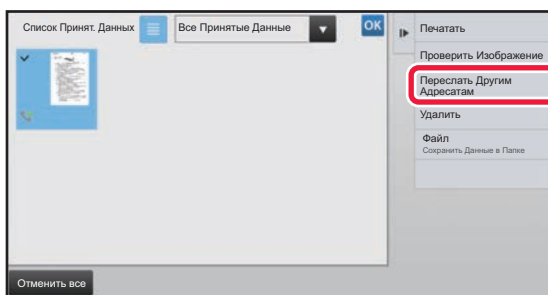 Список Принят. Данных
Все Принятые Данные
OK
Печатать
Проверить Изображение
Переслать Другим
Адресатам
Удалить
Файл
Сохранить Данные в Папке
Отменить все